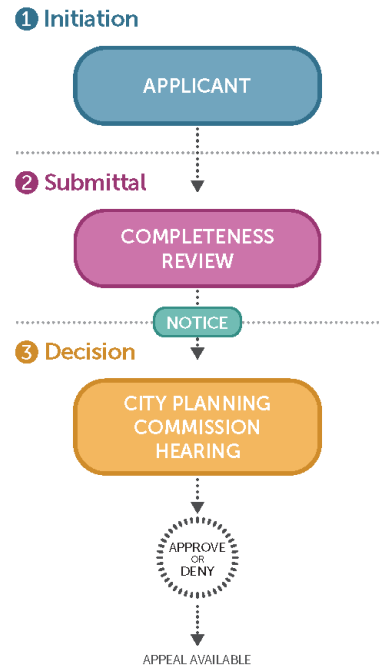 1 Initiation
APPLICANT
2 Submittal
COMPLETENESS
REVIEW
NOTICE
3 Decision
CITY PLANNING
COMMISSION
HEARING
APPROVE
OR
DENY
APPEAL AVAILABLE